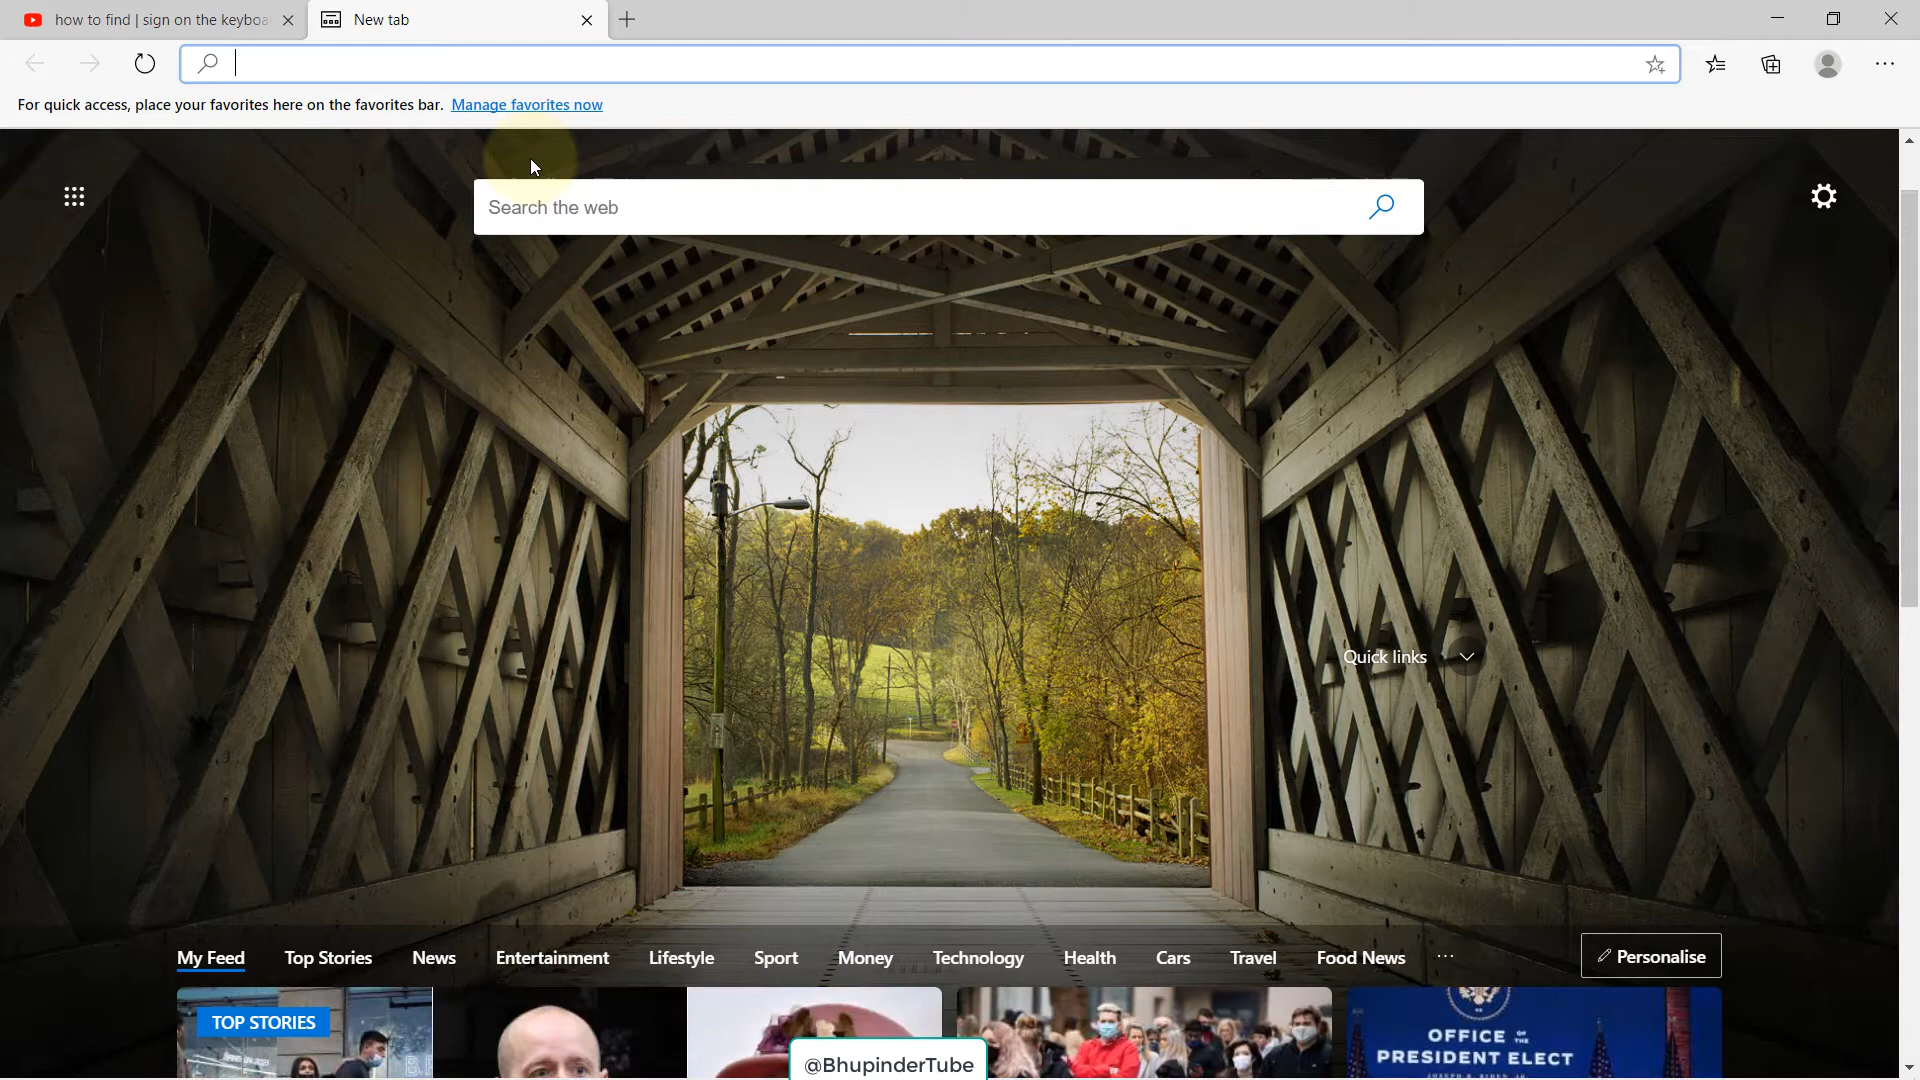 how to find | sign on the keyboa
New tab
For quick access, place your favorites here on the favorites bar. Manage favorites now
Search the web
Quick links
My Feed Top Stories News Entertainment Lifestyle Sport Money Technology Health Cars Travel Food News ... Personalise
TOP STORIES
OFFICE OF THE
PRESIDENT ELECT
@BhupinderTube